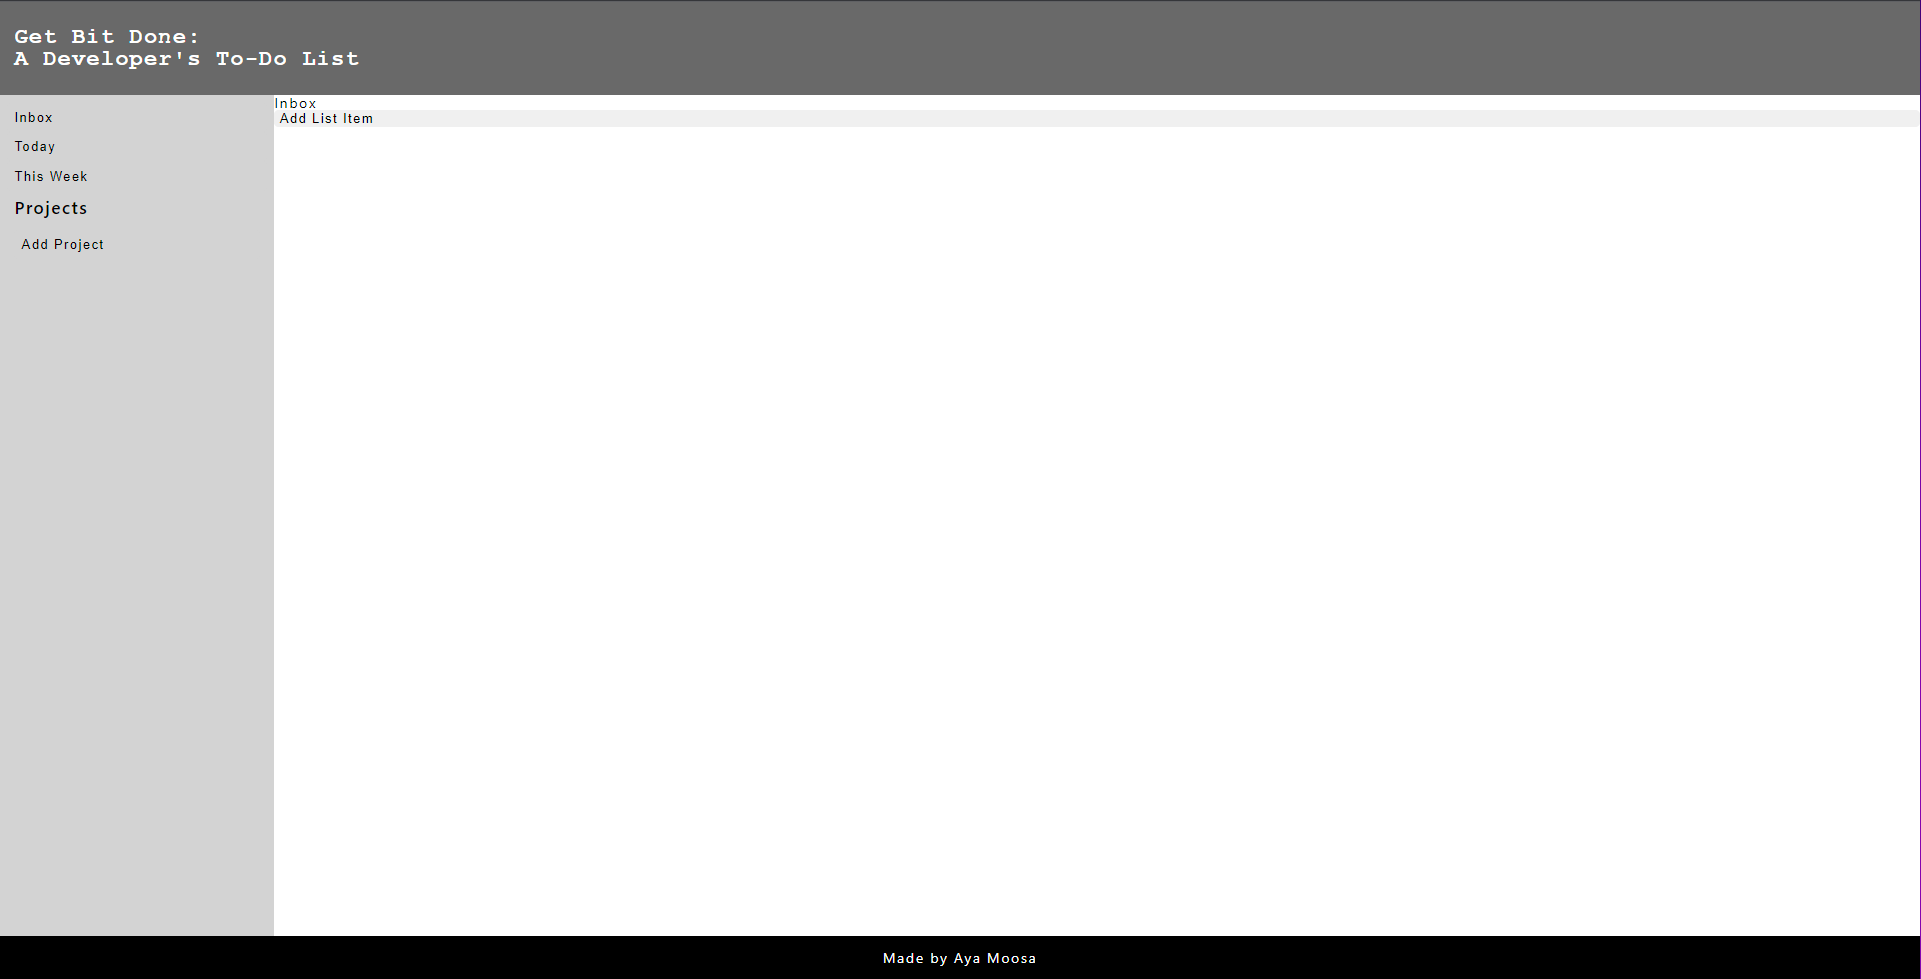 Get Bit Done:
A Developer's To-Do List
Inbox
Today
This Week
Projects
Add Project
Inbox
Add List Item
Made by Aya Moosa